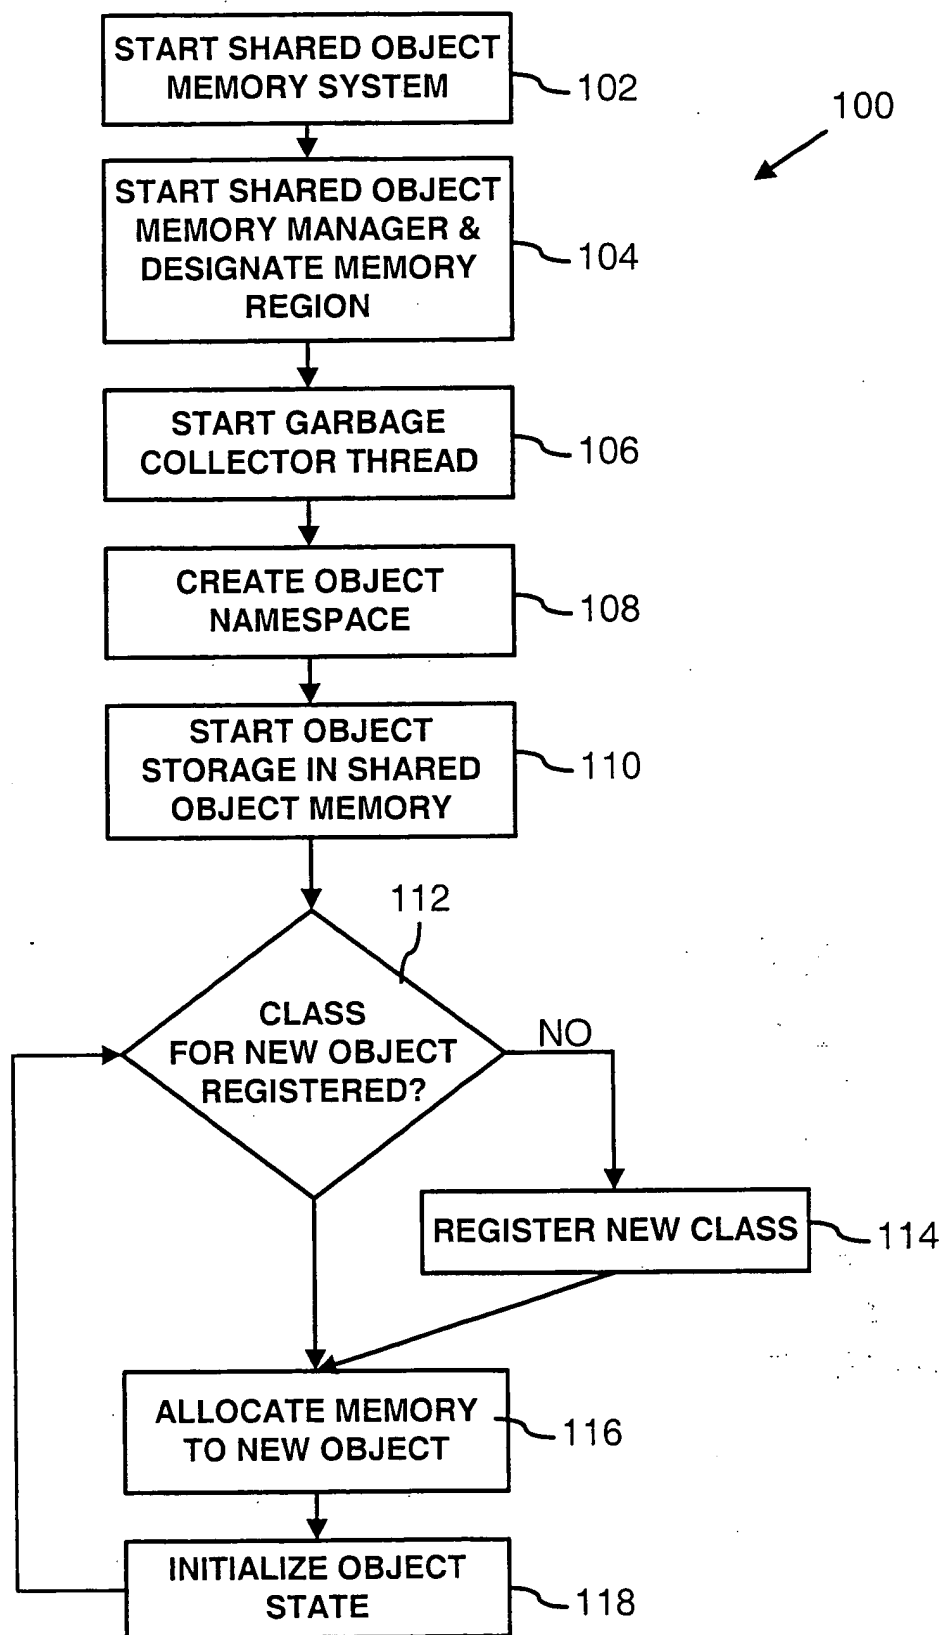 START SHARED OBJECT
MEMORY SYSTEM
102
100
START SHARED OBJECT
MEMORY MANAGER &
DESIGNATE MEMORY
REGION
104
START GARBAGE
COLLECTOR THREAD
106
CREATE OBJECT
NAMESPACE
108
START OBJECT
STORAGE IN SHARED
OBJECT MEMORY
110
112
CLASS
FOR NEW OBJECT
REGISTERED?
NO
REGISTER NEW CLASS
114
ALLOCATE MEMORY
TO NEW OBJECT
116
INITIALIZE OBJECT
STATE
118